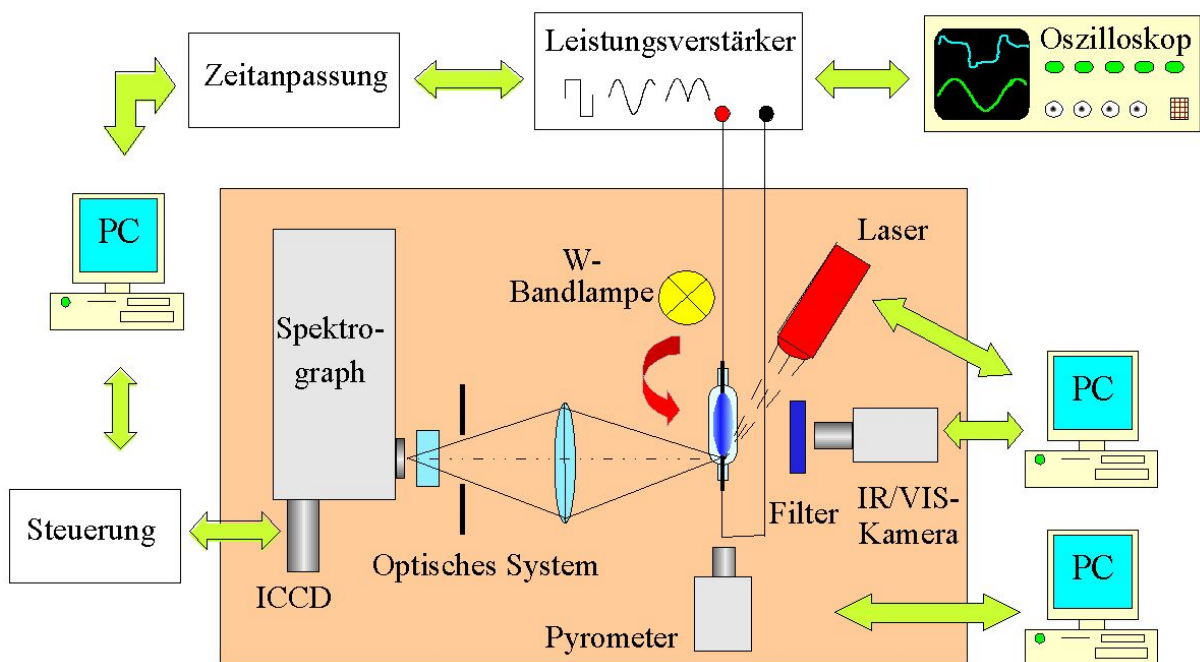 Zeitanpassung
Leistungsverstärker
Oszilloskop
PC
Spektro-
graph
W-
Bandlampe
Laser
PC
Steuerung
ICCD
Optisches System
Filter
IR/VIS-
Kamera
Pyrometer
PC